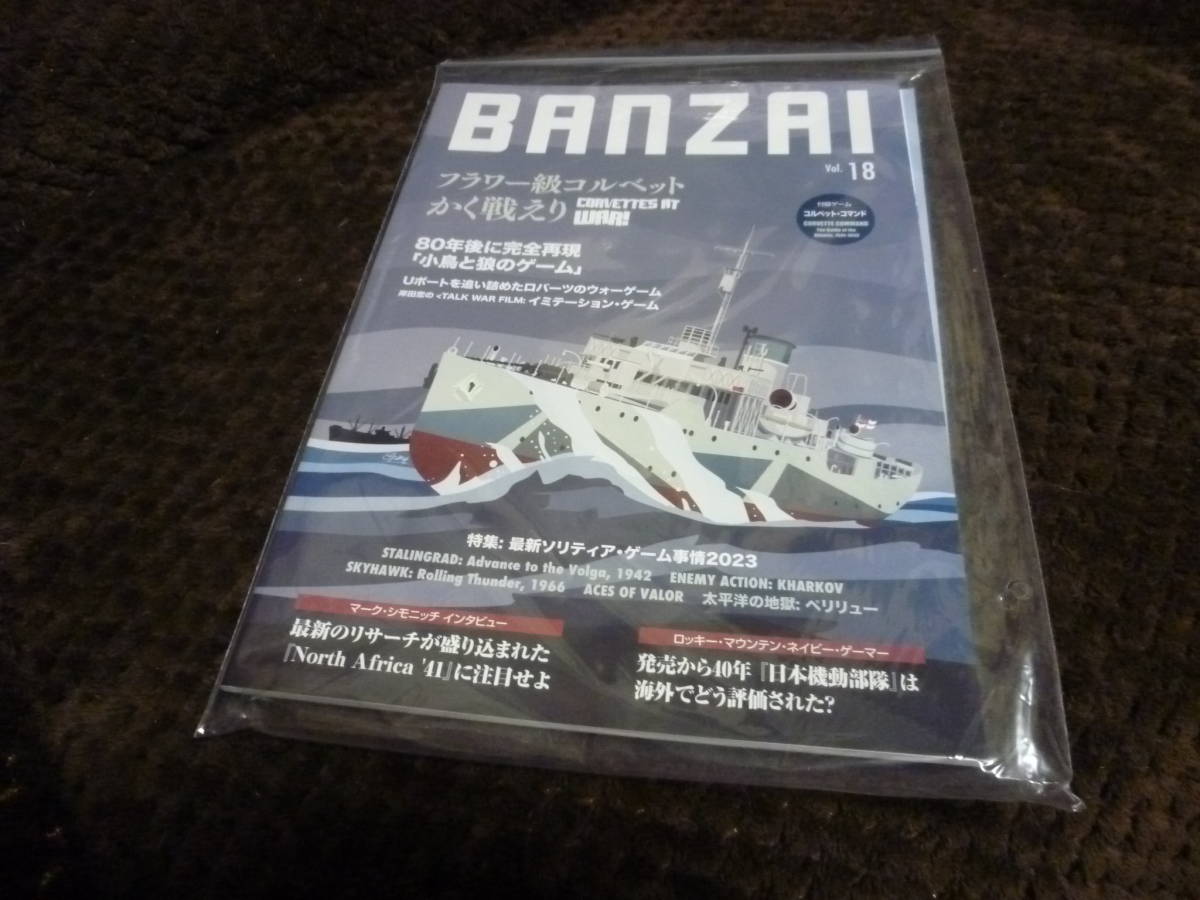 BANZAI
Vol. 18
フラワー級コルベット
かく戦えり CORVETTES AT WAR!
付録ゲーム
コルベット・コマンド
CORVETTE COMMAND
80年後に完全再現
「小鳥と狼のゲーム」
Uボートを追い詰めたロバーツのウォーゲーム
岸田宏の <TALK WAR FILM: イミテーション・ゲーム
特集: 最新ソリティア・ゲーム事情2023
STALINGRAD: Advance to the Volga, 1942 ENEMY ACTION: KHARKOV
SKYHAWK: Rolling Thunder, 1966 ACES OF VALOR 太平洋の地獄: ペリリュー
マーク・シモニッチ インタビュー
最新のリサーチが盛り込まれた
『North Africa '41』に注目せよ
ロッキー・マウンテン・ネイビー・ゲーマー
発売から40年『日本機動部隊』は
海外でどう評価された?